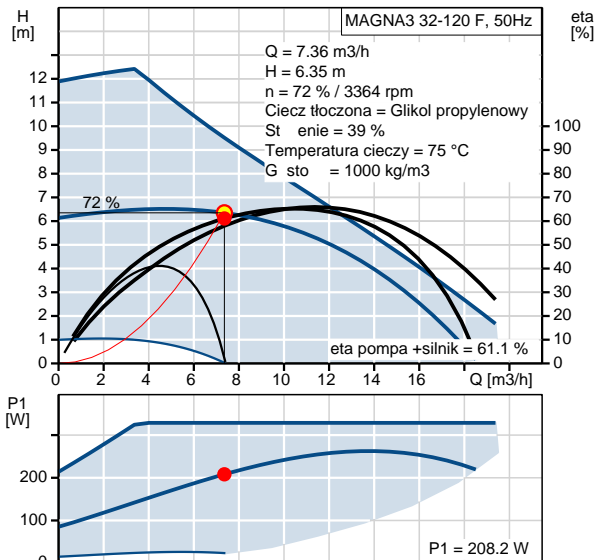 H
[m]
eta
[%]
MAGNA3 32-120 F, 50Hz
Q = 7.36 m3/h
H = 6.35 m
n = 72 % / 3364 rpm
Ciecz tłoczona = Glikol propylenowy
St enie = 39 %
Temperatura cieczy = 75 °C
G sto = 1000 kg/m3
12
11
10
9
8
7
6
5
4
3
2
1
0
100
90
80
70
60
50
40
30
20
10
0
72 %
eta pompa +silnik = 61.1 %
0 2 4 6 8 10 12 14 16 Q [m3/h]
P1
[W]
200
100
0
P1 = 208.2 W